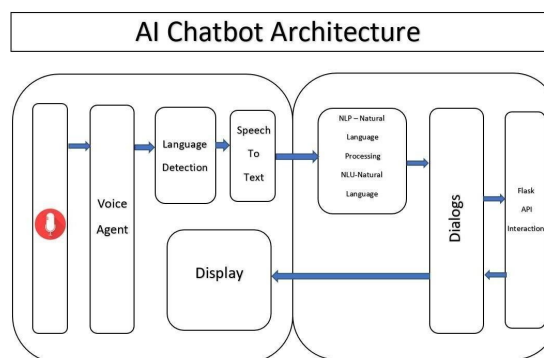 AI Chatbot Architecture
Voice
Agent
Language
Detection
Speech
To
Text
NLP – Natural
Language
Processing
NLU-Natural
Language
Dialogs
Flask
API
Interaction
Display